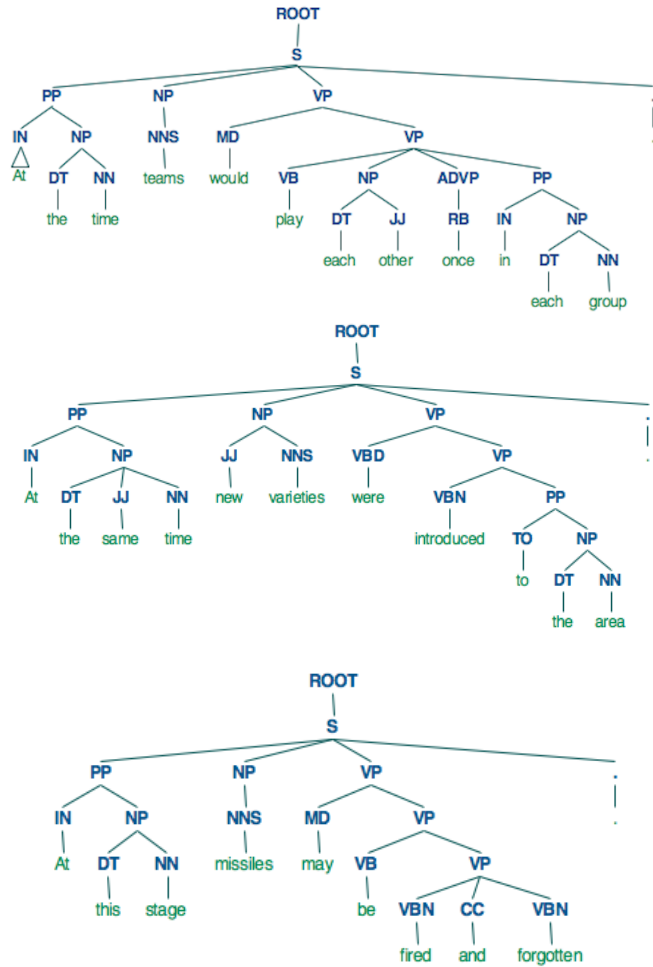 ROOT
S
PP NP VP .
IN NP NNS MD VP .
At DT NN teams would VB NP ADVP PP
the time play DT JJ RB IN NP
each other once in DT NN
each group
ROOT
S
PP NP VP .
IN NP JJ NNS VBD VP .
At DT JJ NN new varieties were VBN PP
the same time introduced TO NP
to DT NN
the area
ROOT
S
PP NP VP .
IN NP NNS MD VP .
At DT NN missiles may VB VP
this stage be VBN CC VBN
fired and forgotten